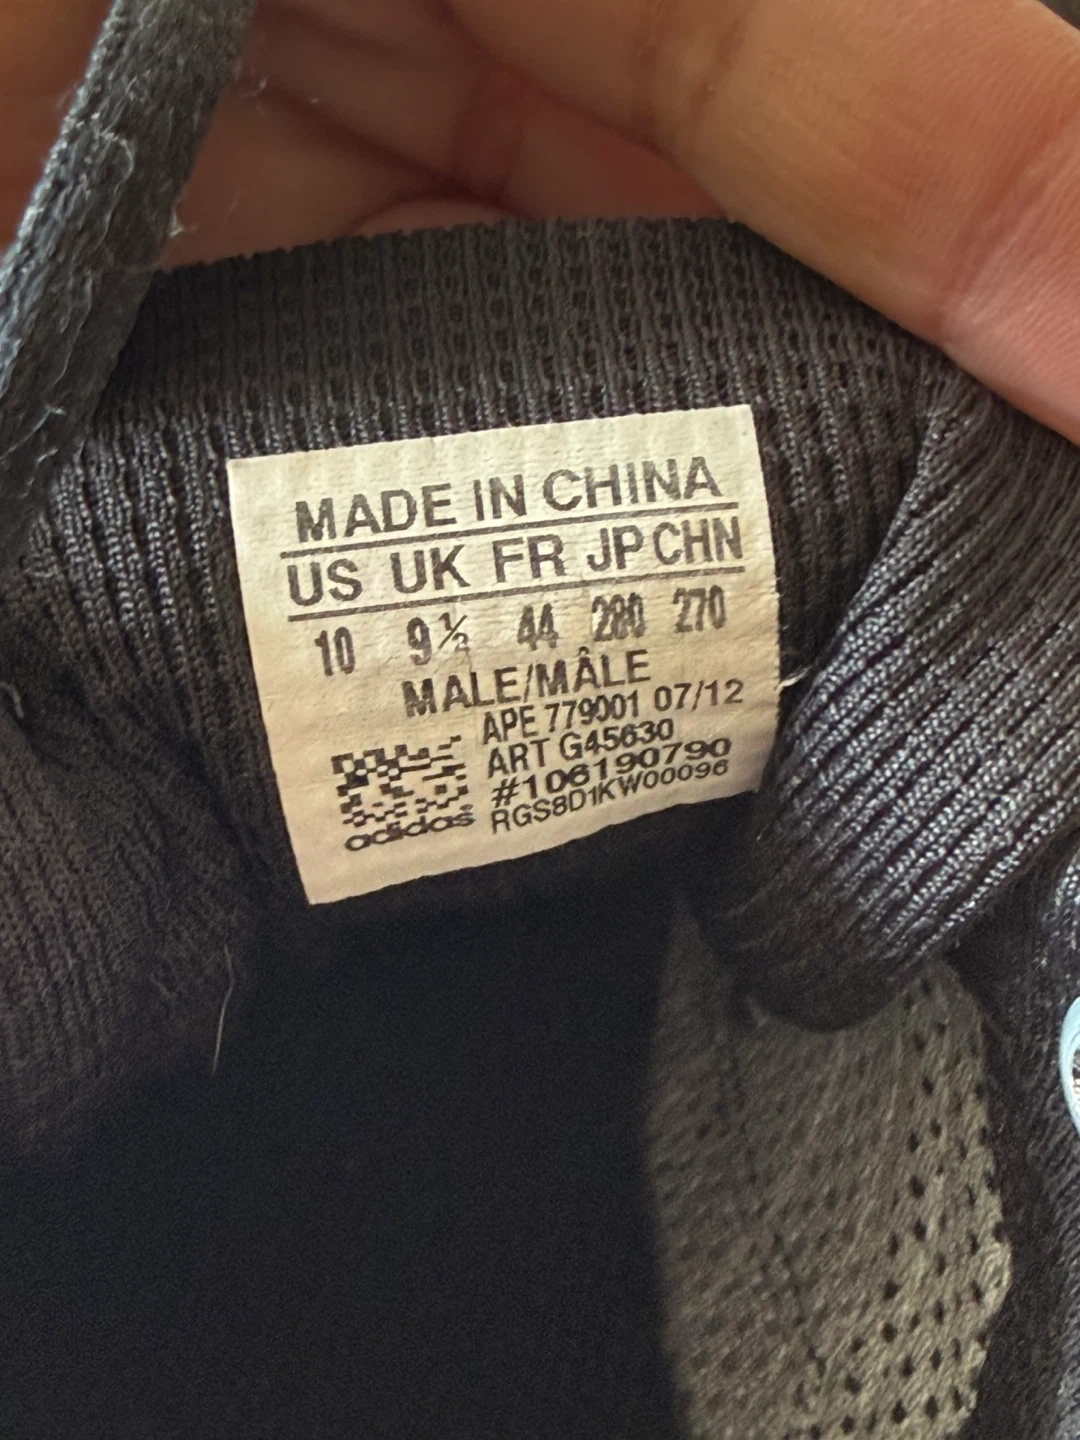 MADE IN CHINA
US UK FR JP CHN
10 9½ 44 280 270
MALE/MÂLE
APE 779001 07/12
ART G45630
#106190790
RGS8D1KW00096
adidas